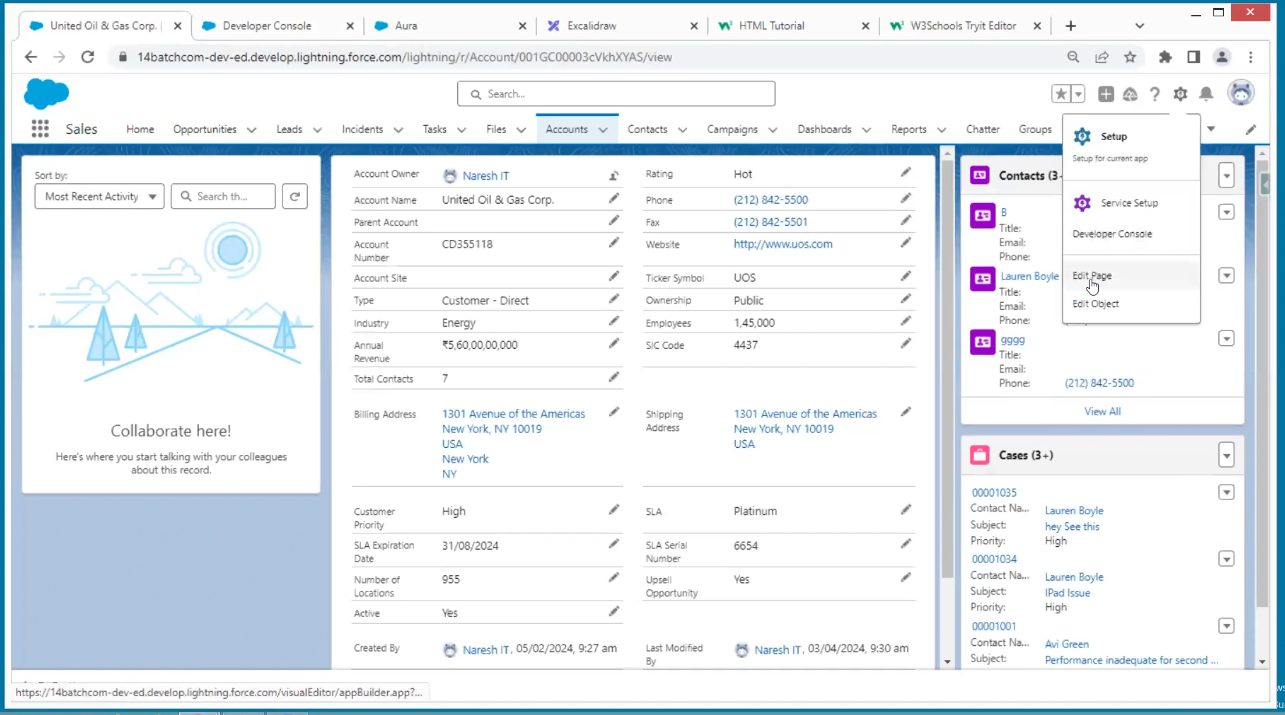 United Oil & Gas Corp. |
Developer Console
Aura
Excalidraw
HTML Tutorial
W3Schools Tryit Editor
14batchcom-dev-ed.develop.lightning.force.com/lightning/r/Account/001GC00003cVkhXYAS/view
Search...
Sales
Home
Opportunities
Leads
Incidents
Tasks
Files
Accounts
Contacts
Campaigns
Dashboards
Reports
Chatter
Groups
Setup
Setup for current app
Service Setup
Developer Console
Edit Page
Edit Object
Sort by:
Most Recent Activity
Search th...
Collaborate here!
Here's where you start talking with your colleagues
about this record.
Account Owner
Naresh IT
Rating
Hot
Account Name
United Oil & Gas Corp.
Phone
(212) 842-5500
Parent Account
Fax
(212) 842-5501
Account
Number
CD355118
Website
http://www.uos.com
Account Site
Ticker Symbol
UOS
Type
Customer - Direct
Ownership
Public
Industry
Energy
Employees
1,45,000
Annual
Revenue
₹5,60,00,00,000
SIC Code
4437
Total Contacts
7
Billing Address
1301 Avenue of the Americas
New York, NY 10019
USA
New York
NY
Shipping
Address
1301 Avenue of the Americas
New York, NY 10019
USA
Customer
Priority
High
SLA
Platinum
SLA Expiration
Date
31/08/2024
SLA Serial
Number
6654
Number of
Locations
955
Upsell
Opportunity
Yes
Active
Yes
Created By
Naresh IT, 05/02/2024, 9:27 am
Last Modified
By
Naresh IT, 03/04/2024, 9:30 am
Contacts (3+
B
Title:
Email:
Phone:
Lauren Boyle
Title:
Email:
Phone:
gggg
Title:
Email:
Phone:
(212) 842-5500
View All
Cases (3+)
00001035
Contact Na...
Lauren Boyle
Subject:
hey See this
Priority:
High
00001034
Contact Na...
Lauren Boyle
Subject:
IPad Issue
Priority:
High
00001001
Contact Na...
Avi Green
Subject:
Performance inadequate for second ...
https://14batchcom-dev-ed.develop.lightning.force.com/visualEditor/appBuilder.app?...